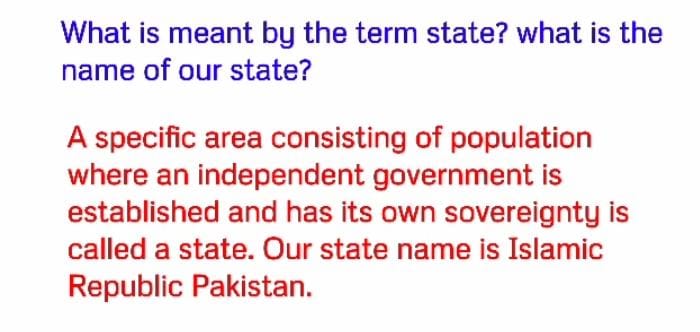 What is meant by the term state? what is the
name of our state?
A specific area consisting of population
where an independent government is
established and has its own sovereignty is
called a state. Our state name is Islamic
Republic Pakistan.